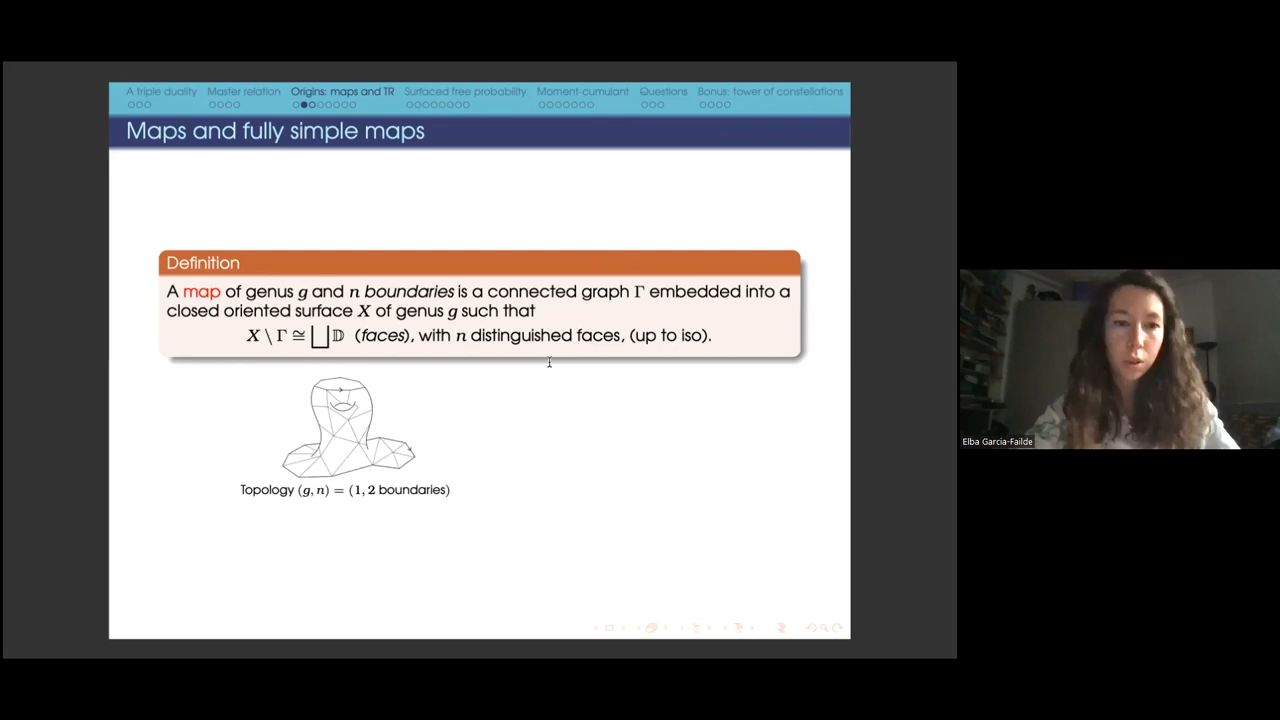 A triple duality Master relation Origins: maps and TR Surfaced free probability Moment-cumulant Questions Bonus: tower of constellations
Maps and fully simple maps
Definition
A map of genus g and n boundaries is a connected graph Γ embedded into a
closed oriented surface X of genus g such that
X \ Γ ≅ ⨆ 𝔻 (faces), with n distinguished faces, (up to iso).
Topology (g, n) = (1, 2 boundaries)
Elba Garcia-Failde